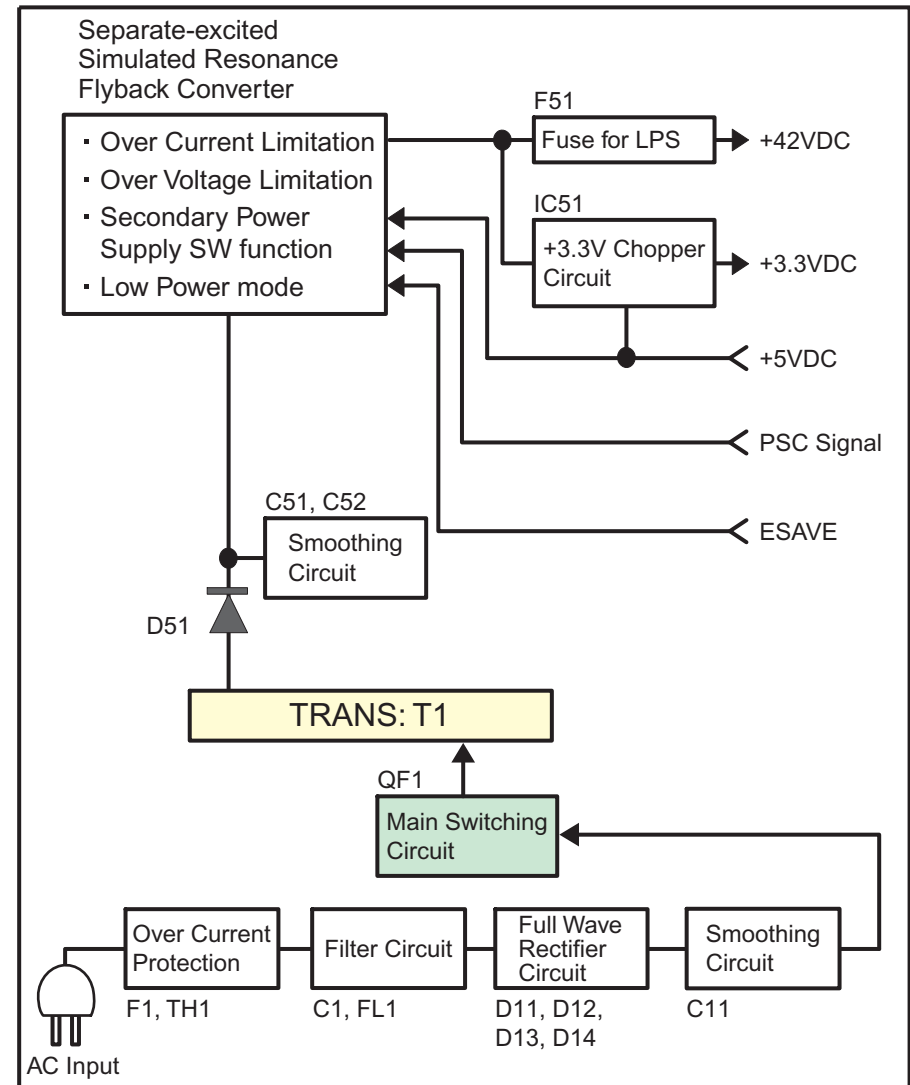 Separate-excited
Simulated Resonance
Flyback Converter
· Over Current Limitation
· Over Voltage Limitation
· Secondary Power
Supply SW function
· Low Power mode
F51
Fuse for LPS
+42VDC
IC51
+3.3V Chopper
Circuit
+3.3VDC
+5VDC
PSC Signal
ESAVE
C51, C52
Smoothing
Circuit
D51
TRANS: T1
QF1
Main Switching
Circuit
Over Current
Protection
F1, TH1
Filter Circuit
C1, FL1
Full Wave
Rectifier
Circuit
D11, D12,
D13, D14
Smoothing
Circuit
C11
AC Input